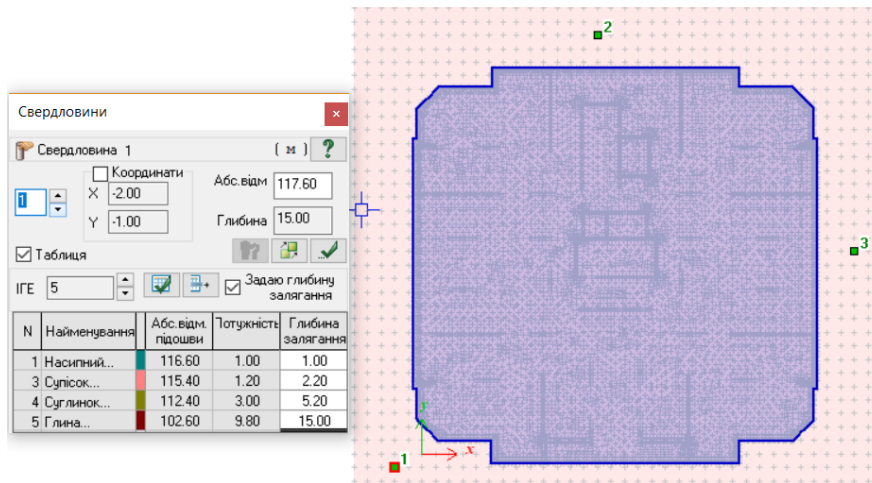 Свердловини
Свердловина 1 ( м ) ?
Координати
X -2.00
Y -1.00
1
Абс.відм 117.60
Глибина 15.00
Таблиця
ІГЕ 5
Задаю глибину
залягання
N Найменування Абс.відм. підошви Потужність Глибина залягання
1 Насипний... 116.60 1.00 1.00
3 Супісок... 115.40 1.20 2.20
4 Суглинок... 112.40 3.00 5.20
5 Глина... 102.60 9.80 15.00
2
3
y
x
1